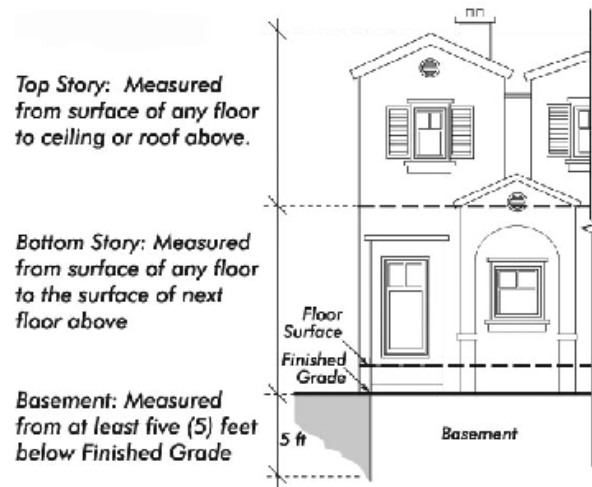 Top Story: Measured
from surface of any floor
to ceiling or roof above.
Bottom Story: Measured
from surface of any floor
to the surface of next
floor above
Floor
Surface
Finished
Grade
Basement: Measured
from at least five (5) feet
below Finished Grade
5 ft
Basement